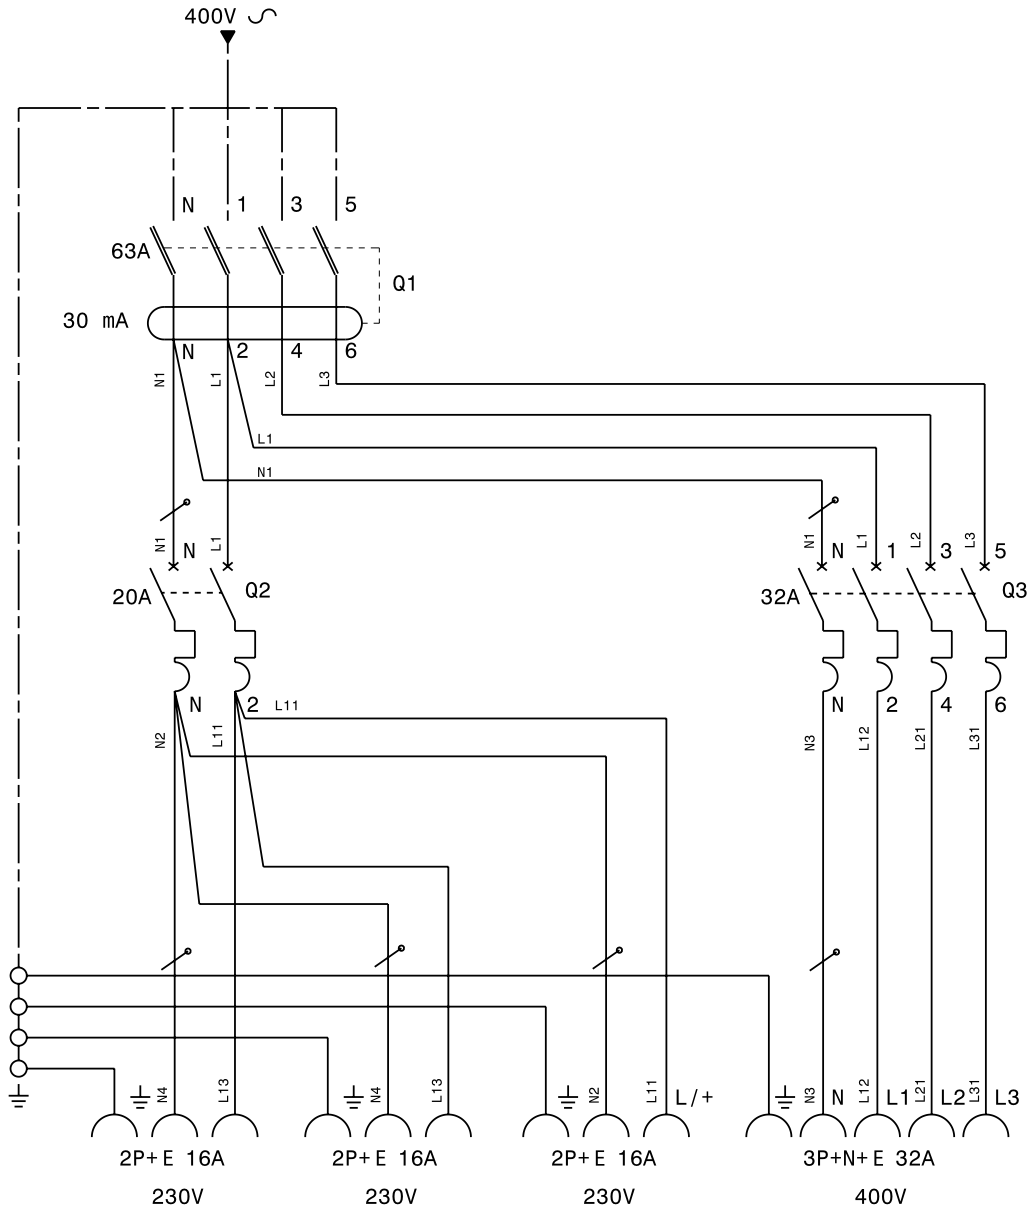 400V
N 1 3 5
63A
Q1
30 mA
N 2 4 6
N1 L1 L2 L3
L1
N1
N1 L1 N
N1 N L1 1 L2 3 L3 5
20A Q2
32A Q3
N 2 L11
N 2 4 6
N2 L11
N3 L12 L21 L31
N4 L13
N4 L13
N2 L11 L/+
N3 N L12 L1 L21 L2 L31 L3
2P+E 16A
2P+E 16A
2P+E 16A
3P+N+E 32A
230V
230V
230V
400V